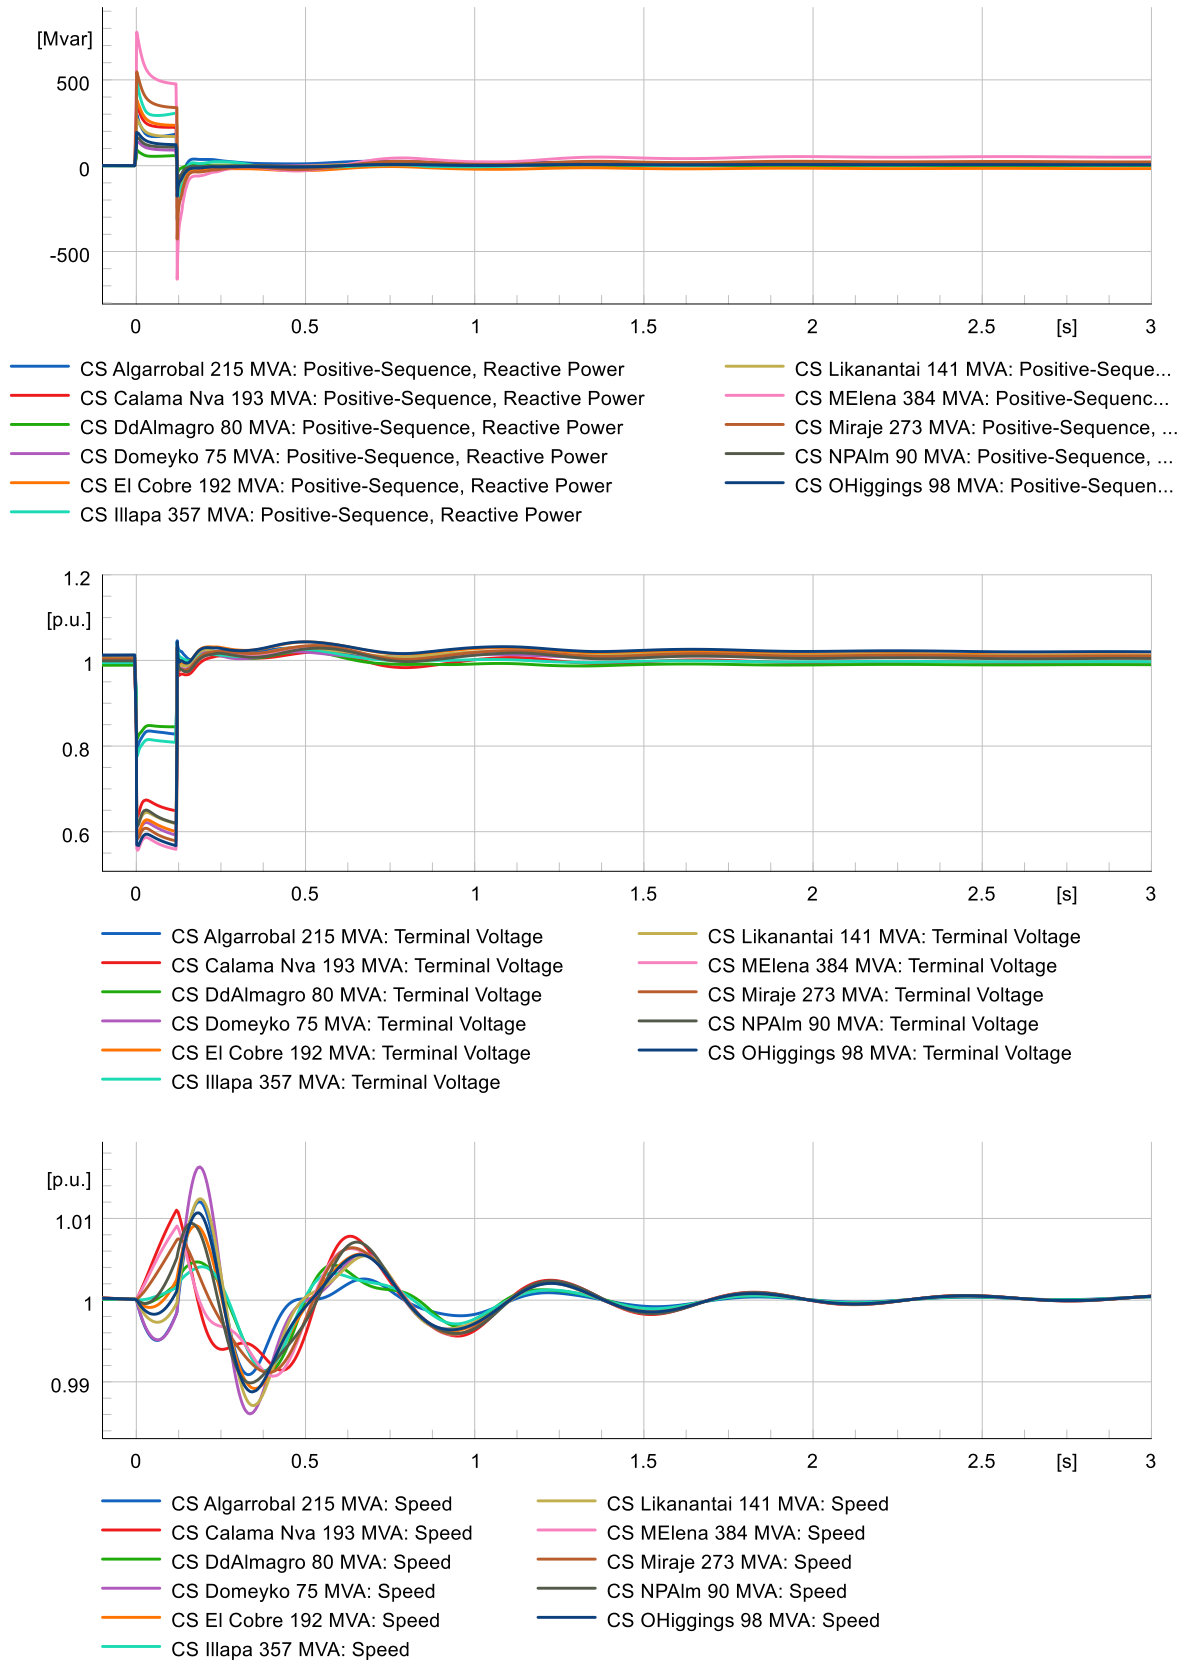 [Mvar]
500
0
-500
0 0.5 1 1.5 2 2.5 [s] 3
CS Algarrobal 215 MVA: Positive-Sequence, Reactive Power
CS Calama Nva 193 MVA: Positive-Sequence, Reactive Power
CS DdAlmagro 80 MVA: Positive-Sequence, Reactive Power
CS Domeyko 75 MVA: Positive-Sequence, Reactive Power
CS El Cobre 192 MVA: Positive-Sequence, Reactive Power
CS Illapa 357 MVA: Positive-Sequence, Reactive Power
CS Likanantai 141 MVA: Positive-Seque...
CS MElena 384 MVA: Positive-Sequenc...
CS Miraje 273 MVA: Positive-Sequence, ...
CS NPAlm 90 MVA: Positive-Sequence, ...
CS OHiggings 98 MVA: Positive-Sequen...
1.2
[p.u.]
1
0.8
0.6
0 0.5 1 1.5 2 2.5 [s] 3
CS Algarrobal 215 MVA: Terminal Voltage
CS Calama Nva 193 MVA: Terminal Voltage
CS DdAlmagro 80 MVA: Terminal Voltage
CS Domeyko 75 MVA: Terminal Voltage
CS El Cobre 192 MVA: Terminal Voltage
CS Illapa 357 MVA: Terminal Voltage
CS Likanantai 141 MVA: Terminal Voltage
CS MElena 384 MVA: Terminal Voltage
CS Miraje 273 MVA: Terminal Voltage
CS NPAlm 90 MVA: Terminal Voltage
CS OHiggings 98 MVA: Terminal Voltage
[p.u.]
1.01
1
0.99
0 0.5 1 1.5 2 2.5 [s] 3
CS Algarrobal 215 MVA: Speed
CS Calama Nva 193 MVA: Speed
CS DdAlmagro 80 MVA: Speed
CS Domeyko 75 MVA: Speed
CS El Cobre 192 MVA: Speed
CS Illapa 357 MVA: Speed
CS Likanantai 141 MVA: Speed
CS MElena 384 MVA: Speed
CS Miraje 273 MVA: Speed
CS NPAlm 90 MVA: Speed
CS OHiggings 98 MVA: Speed